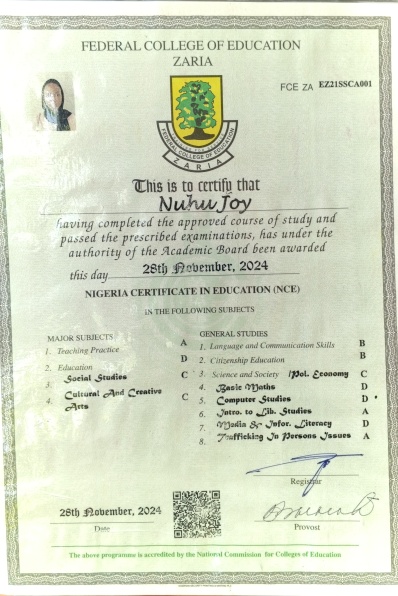 FEDERAL COLLEGE OF EDUCATION
ZARIA
FCE ZA EZ21SSCA001
FEDERAL COLLEGE OF EDUCATION
ZARIA
This is to certify that
Nuhu Joy
having completed the approved course of study and
passed the prescribed examinations, has under the
authority of the Academic Board been awarded
this day 28th November, 2024
NIGERIA CERTIFICATE IN EDUCATION (NCE)
IN THE FOLLOWING SUBJECTS
MAJOR SUBJECTS
1. Teaching Practice A
2. Education D
3. Social Studies C
4. Cultural And Creative Arts C
GENERAL STUDIES
1. Language and Communication Skills B
2. Citizenship Education B
3. Science and Society /Pol. Economy C
4. Basic Maths D
5. Computer Studies D
6. Intro. to Lib. Studies A
7. Media & Infor. Literacy D
8. Trafficking In Persons Issues A
Registrar
28th November, 2024
Date
Provost
The above programme is accredited by the National Commission for Colleges of Education